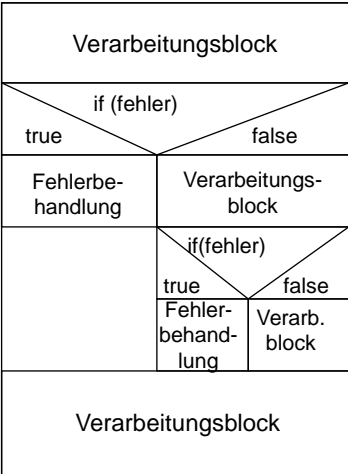 Verarbeitungsblock
if (fehler)
true
false
Fehlerbe-
handlung
Verarbeitungs-
block
if(fehler)
true
false
Fehler-
behand-
lung
Verarb.
block
Verarbeitungsblock